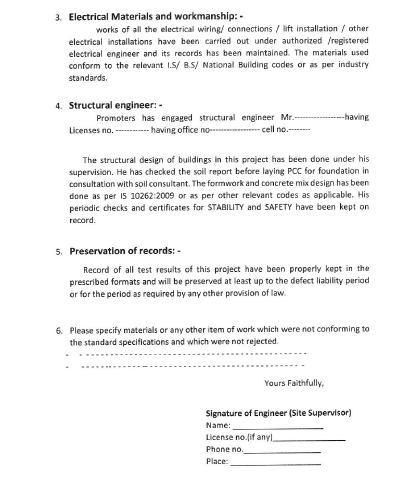 3. Electrical Materials and workmanship: -
works of all the electrical wiring/ connections / lift installation / other
electrical installations have been carried out under authorized /registered
electrical engineer and its records has been maintained. The materials used
conform to the relevant I.S/ B.S/ National Building codes or as per industry
standards.
4. Structural engineer: -
Promoters has engaged structural engineer Mr.------------------having
Licenses no. ------------ having office no------------------ cell no.--------
The structural design of buildings in this project has been done under his
supervision. He has checked the soil report before laying PCC for foundation in
consultation with soil consultant. The formwork and concrete mix design has been
done as per IS 10262:2009 or as per other relevant codes as applicable. His
periodic checks and certificates for STABILITY and SAFETY have been kept on
record.
5. Preservation of records: -
Record of all test results of this project have been properly kept in the
prescribed formats and will be preserved at least up to the defect liability period
or for the period as required by any other provision of law.
6. Please specify materials or any other item of work which were not conforming to
the standard specifications and which were not rejected.
- - - - - - - - - - - - - - - - - - - - - - - - - - - - - - - - - - - - - - - -
- - - - - - - - - - - - - - - - - - - - - - - - - - - - - - - - - - - - - - - -
Yours Faithfully,
Signature of Engineer (Site Supervisor)
Name: ____________________
License no.(if any)________________
Phone no.____________________
Place: ____________________